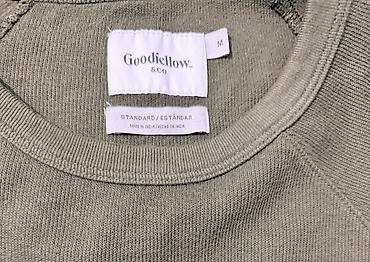 Goodfellow
& CO
M
STANDARD / ESTÁNDAR
MADE IN INDIA / HECHO EN INDIA